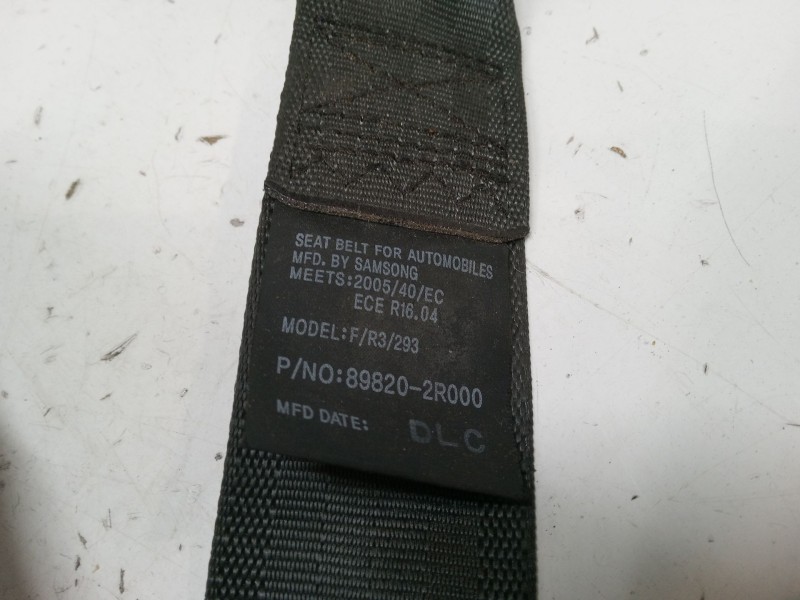 SEAT BELT FOR AUTOMOBILES
MFD. BY SAMSONG
MEETS:2005/40/EC
ECE R16.04
MODEL:F/R3/293
P/NO:89820-2R000
MFD DATE: DLC